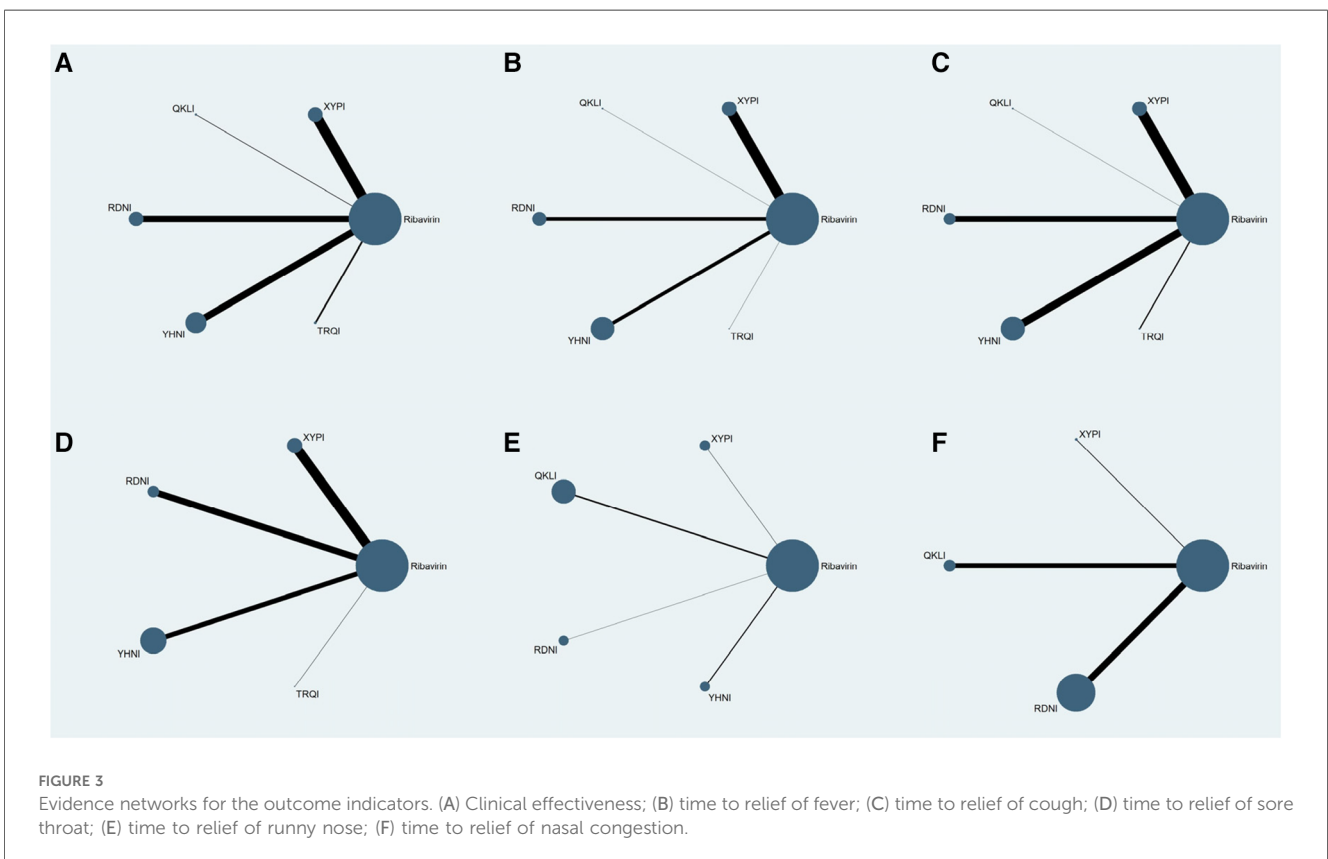 A
QKLI
XYPI
RDNI
Ribavirin
YHNI
TRQI
B
QKLI
XYPI
RDNI
Ribavirin
YHNI
TRQI
C
QKLI
XYPI
RDNI
Ribavirin
YHNI
TRQI
D
XYPI
RDNI
Ribavirin
YHNI
TRQI
E
XYPI
QKLI
Ribavirin
RDNI
YHNI
F
XYPI
QKLI
Ribavirin
RDNI
FIGURE 3
Evidence networks for the outcome indicators. (A) Clinical effectiveness; (B) time to relief of fever; (C) time to relief of cough; (D) time to relief of sore
throat; (E) time to relief of runny nose; (F) time to relief of nasal congestion.